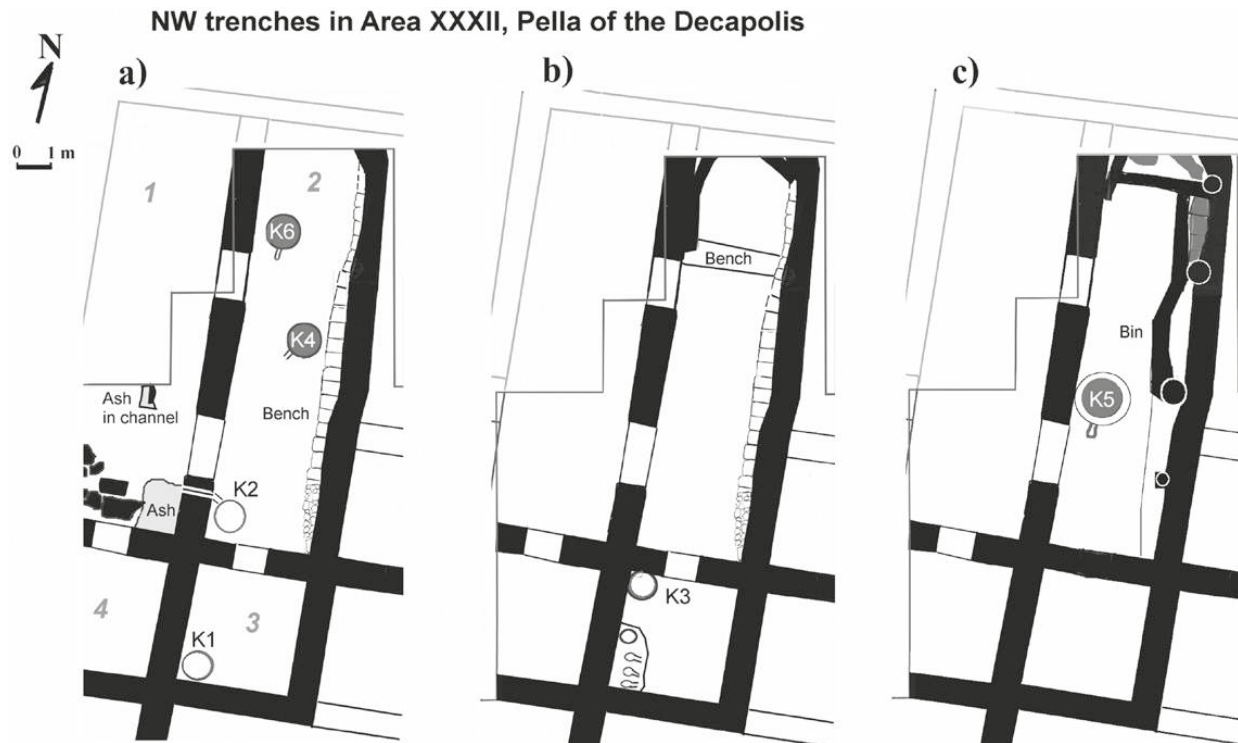 NW trenches in Area XXXII, Pella of the Decapolis
N
0 1 m
a)
1
2
K6
K4
Ash
in channel
Bench
K2
Ash
4
3
K1
b)
Bench
K3
c)
Bin
K5